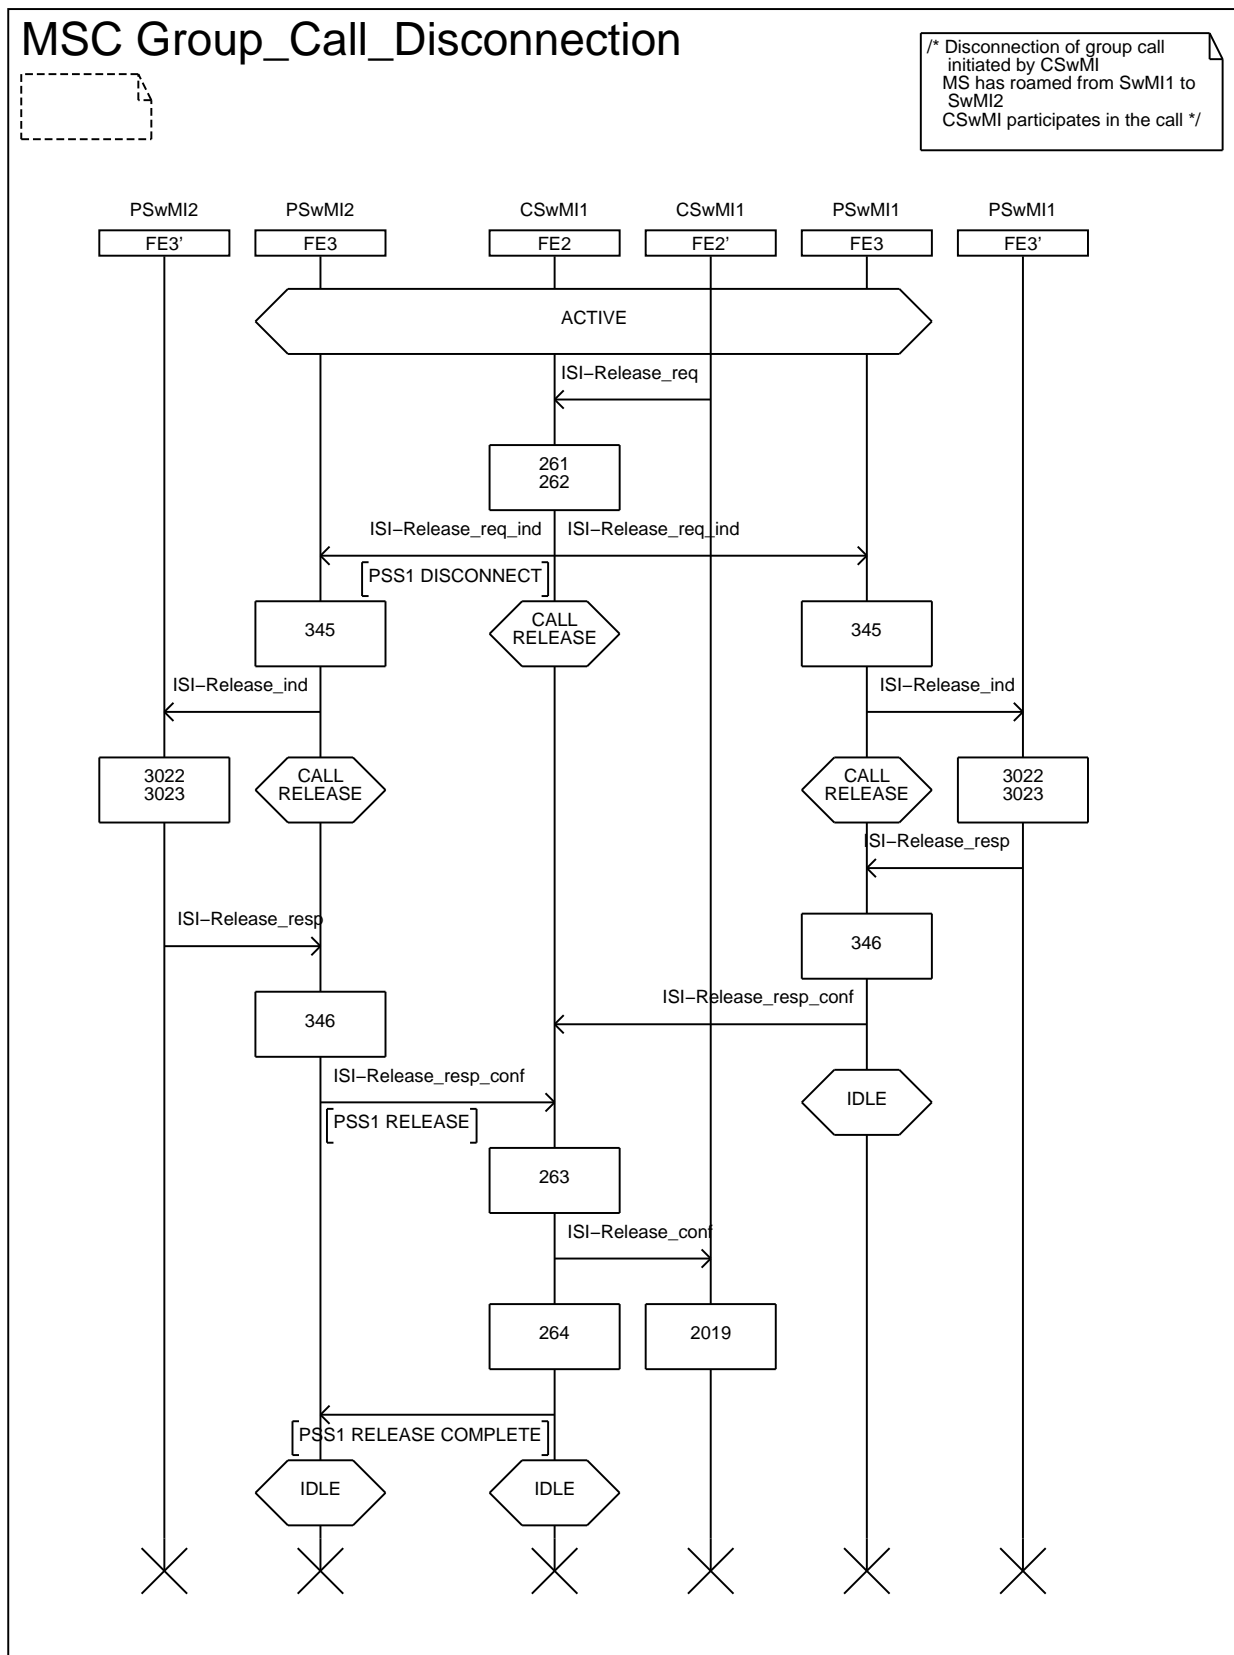 MSC Group_Call_Disconnection
/* Disconnection of group call
initiated by CSwMI
MS has roamed from SwMI1 to
SwMI2
CSwMI participates in the call */
PSwMI2 PSwMI2 CSwMI1 CSwMI1 PSwMI1 PSwMI1
FE3' FE3 FE2 FE2' FE3 FE3'
ACTIVE
ISI-Release_req
261
262
ISI-Release_req_ind ISI-Release_req_ind
[PSS1 DISCONNECT]
345
CALL
RELEASE
345
ISI-Release_ind ISI-Release_ind
3022
3023
CALL
RELEASE
CALL
RELEASE
3022
3023
ISI-Release_resp
ISI-Release_resp
346
ISI-Release_resp_conf
346
ISI-Release_resp_conf
IDLE
[PSS1 RELEASE]
263
ISI-Release_conf
264 2019
[PSS1 RELEASE COMPLETE]
IDLE IDLE